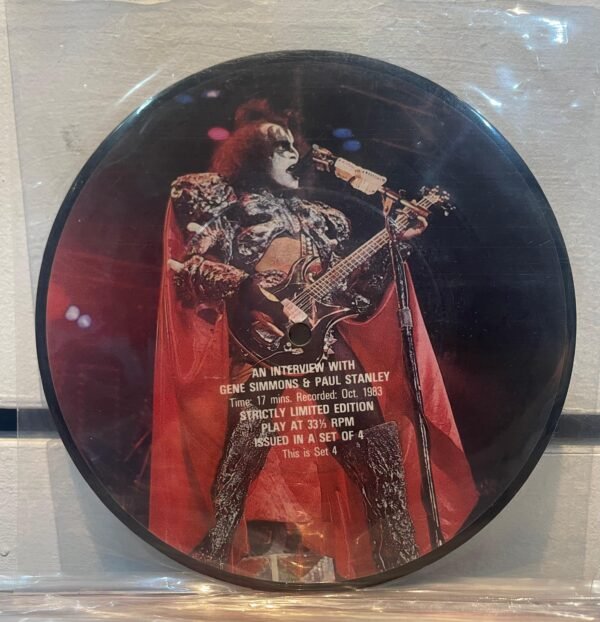 AN INTERVIEW WITH
GENE SIMMONS & PAUL STANLEY
Time: 17 mins. Recorded: Oct. 1983
STRICTLY LIMITED EDITION
PLAY AT 33⅓ RPM
ISSUED IN A SET OF 4
This is Set 4